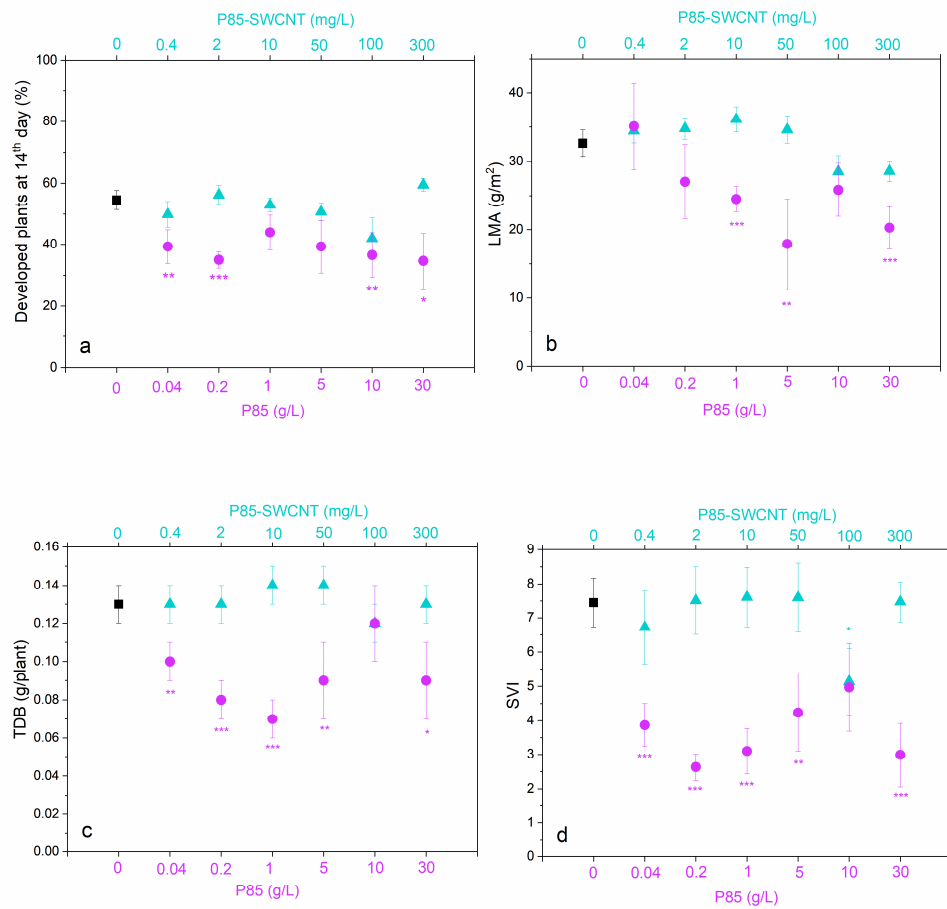 P85-SWCNT (mg/L)
0 0.4 2 10 50 100 300
100
80
60
40
20
0
Developed plants at 14th day (%)
** *** ** *
a
0 0.04 0.2 1 5 10 30
P85 (g/L)
P85-SWCNT (mg/L)
0 0.4 2 10 50 100 300
40
30
20
10
0
LMA (g/m²)
*** ** ***
b
0 0.04 0.2 1 5 10 30
P85 (g/L)
P85-SWCNT (mg/L)
0 0.4 2 10 50 100 300
0.16
0.14
0.12
0.10
0.08
0.06
0.04
0.02
0.00
TDB (g/plant)
** *** *** ** *
c
0 0.04 0.2 1 5 10 30
P85 (g/L)
P85-SWCNT (mg/L)
0 0.4 2 10 50 100 300
9
8
7
6
5
4
3
2
1
0
SVI
*
*** *** *** ** ***
d
0 0.04 0.2 1 5 10 30
P85 (g/L)